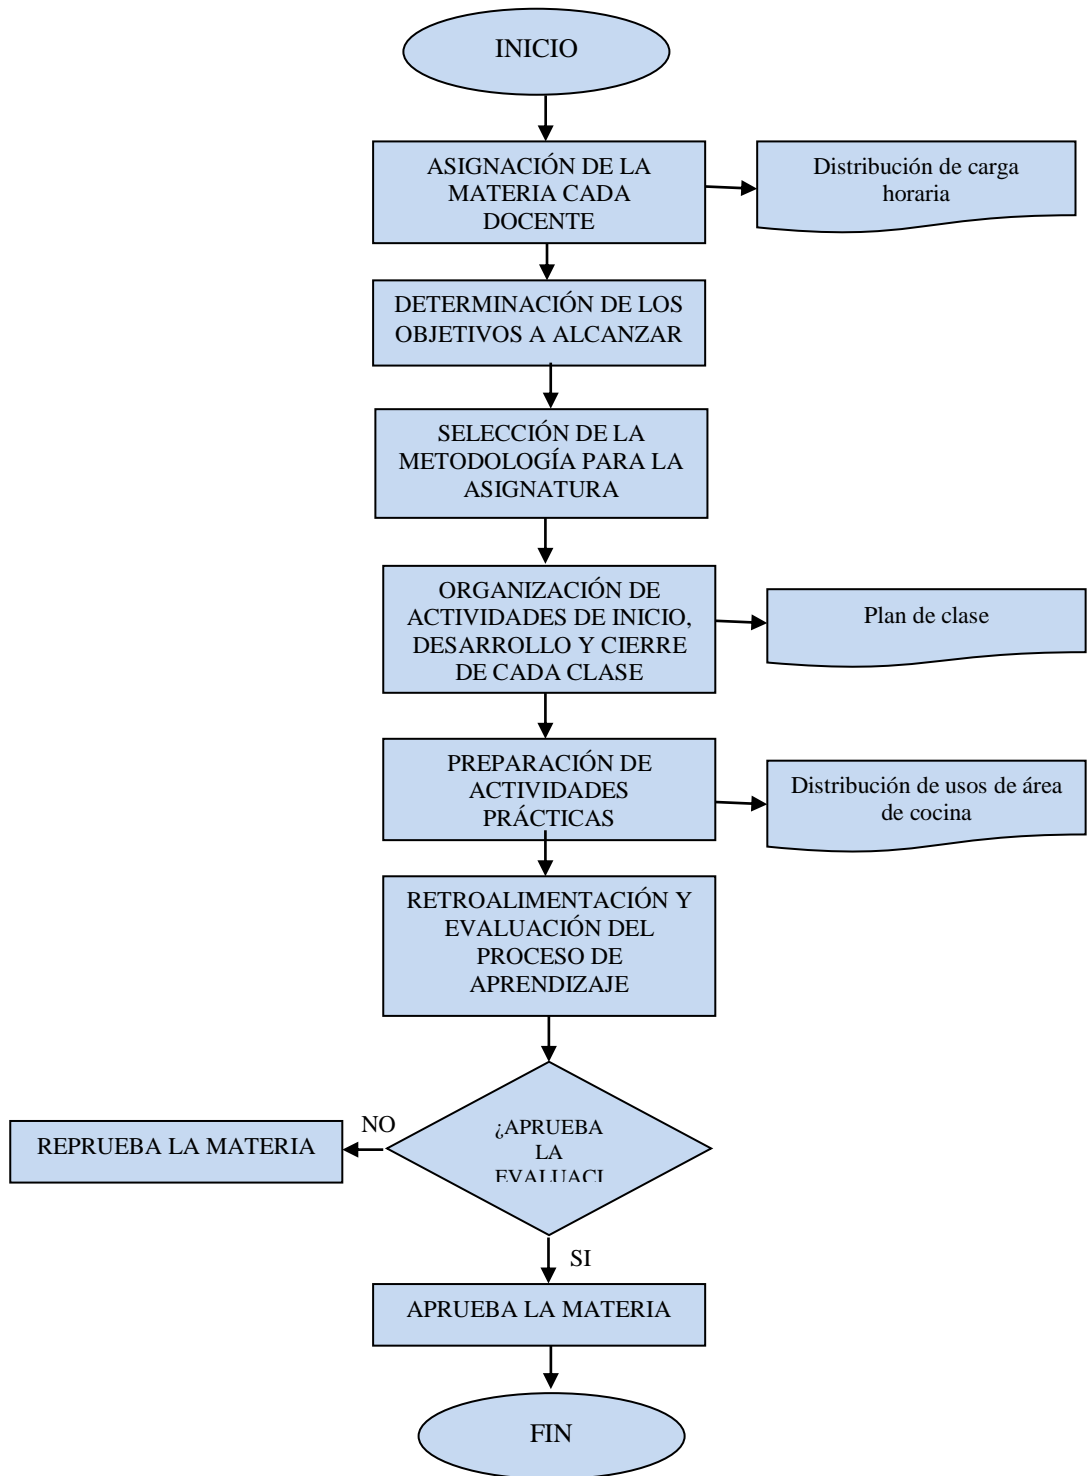 INICIO
ASIGNACIÓN DE LA
MATERIA CADA
DOCENTE
Distribución de carga
horaria
DETERMINACIÓN DE LOS
OBJETIVOS A ALCANZAR
SELECCIÓN DE LA
METODOLOGÍA PARA LA
ASIGNATURA
ORGANIZACIÓN DE
ACTIVIDADES DE INICIO,
DESARROLLO Y CIERRE
DE CADA CLASE
Plan de clase
PREPARACIÓN DE
ACTIVIDADES
PRÁCTICAS
Distribución de usos de área
de cocina
RETROALIMENTACIÓN Y
EVALUACIÓN DEL
PROCESO DE
APRENDIZAJE
¿APRUEBA
LA
EVALUACI
NO
REPRUEBA LA MATERIA
SI
APRUEBA LA MATERIA
FIN